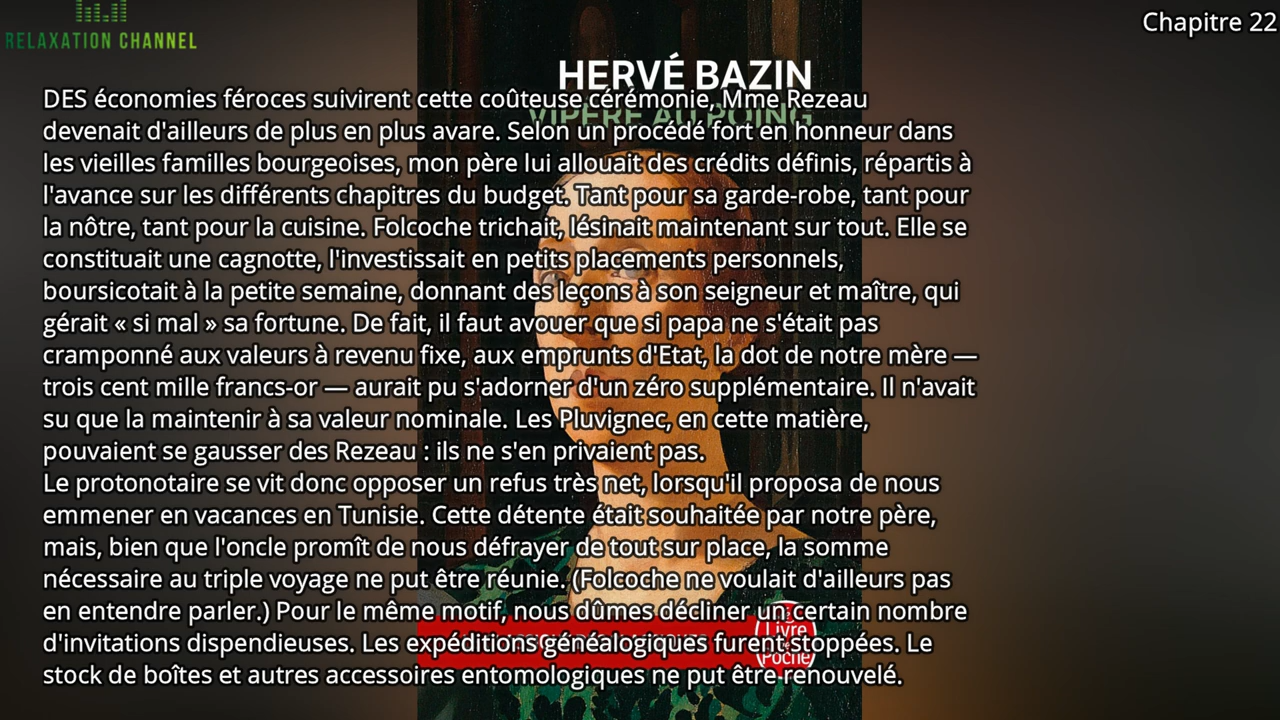 RELAXATION CHANNEL
Chapitre 22
HERVÉ BAZIN
VIPÈRE AU POING
DES économies féroces suivirent cette coûteuse cérémonie, Mme Rezeau
devenait d'ailleurs de plus en plus avare. Selon un procédé fort en honneur dans
les vieilles familles bourgeoises, mon père lui allouait des crédits définis, répartis à
l'avance sur les différents chapitres du budget. Tant pour sa garde-robe, tant pour
la nôtre, tant pour la cuisine. Folcoche trichait, lésinait maintenant sur tout. Elle se
constituait une cagnotte, l'investissait en petits placements personnels,
boursicotait à la petite semaine, donnant des leçons à son seigneur et maître, qui
gérait « si mal » sa fortune. De fait, il faut avouer que si papa ne s'était pas
cramponné aux valeurs à revenu fixe, aux emprunts d'Etat, la dot de notre mère —
trois cent mille francs-or — aurait pu s'adorner d'un zéro supplémentaire. Il n'avait
su que la maintenir à sa valeur nominale. Les Pluvignec, en cette matière,
pouvaient se gausser des Rezeau : ils ne s'en privaient pas.
Le protonotaire se vit donc opposer un refus très net, lorsqu'il proposa de nous
emmener en vacances en Tunisie. Cette détente était souhaitée par notre père,
mais, bien que l'oncle promît de nous défrayer de tout sur place, la somme
nécessaire au triple voyage ne put être réunie. (Folcoche ne voulait d'ailleurs pas
en entendre parler.) Pour le même motif, nous dûmes décliner un certain nombre
d'invitations dispendieuses. Les expéditions généalogiques furent stoppées. Le
stock de boîtes et autres accessoires entomologiques ne put être renouvelé.
Livre
Poche